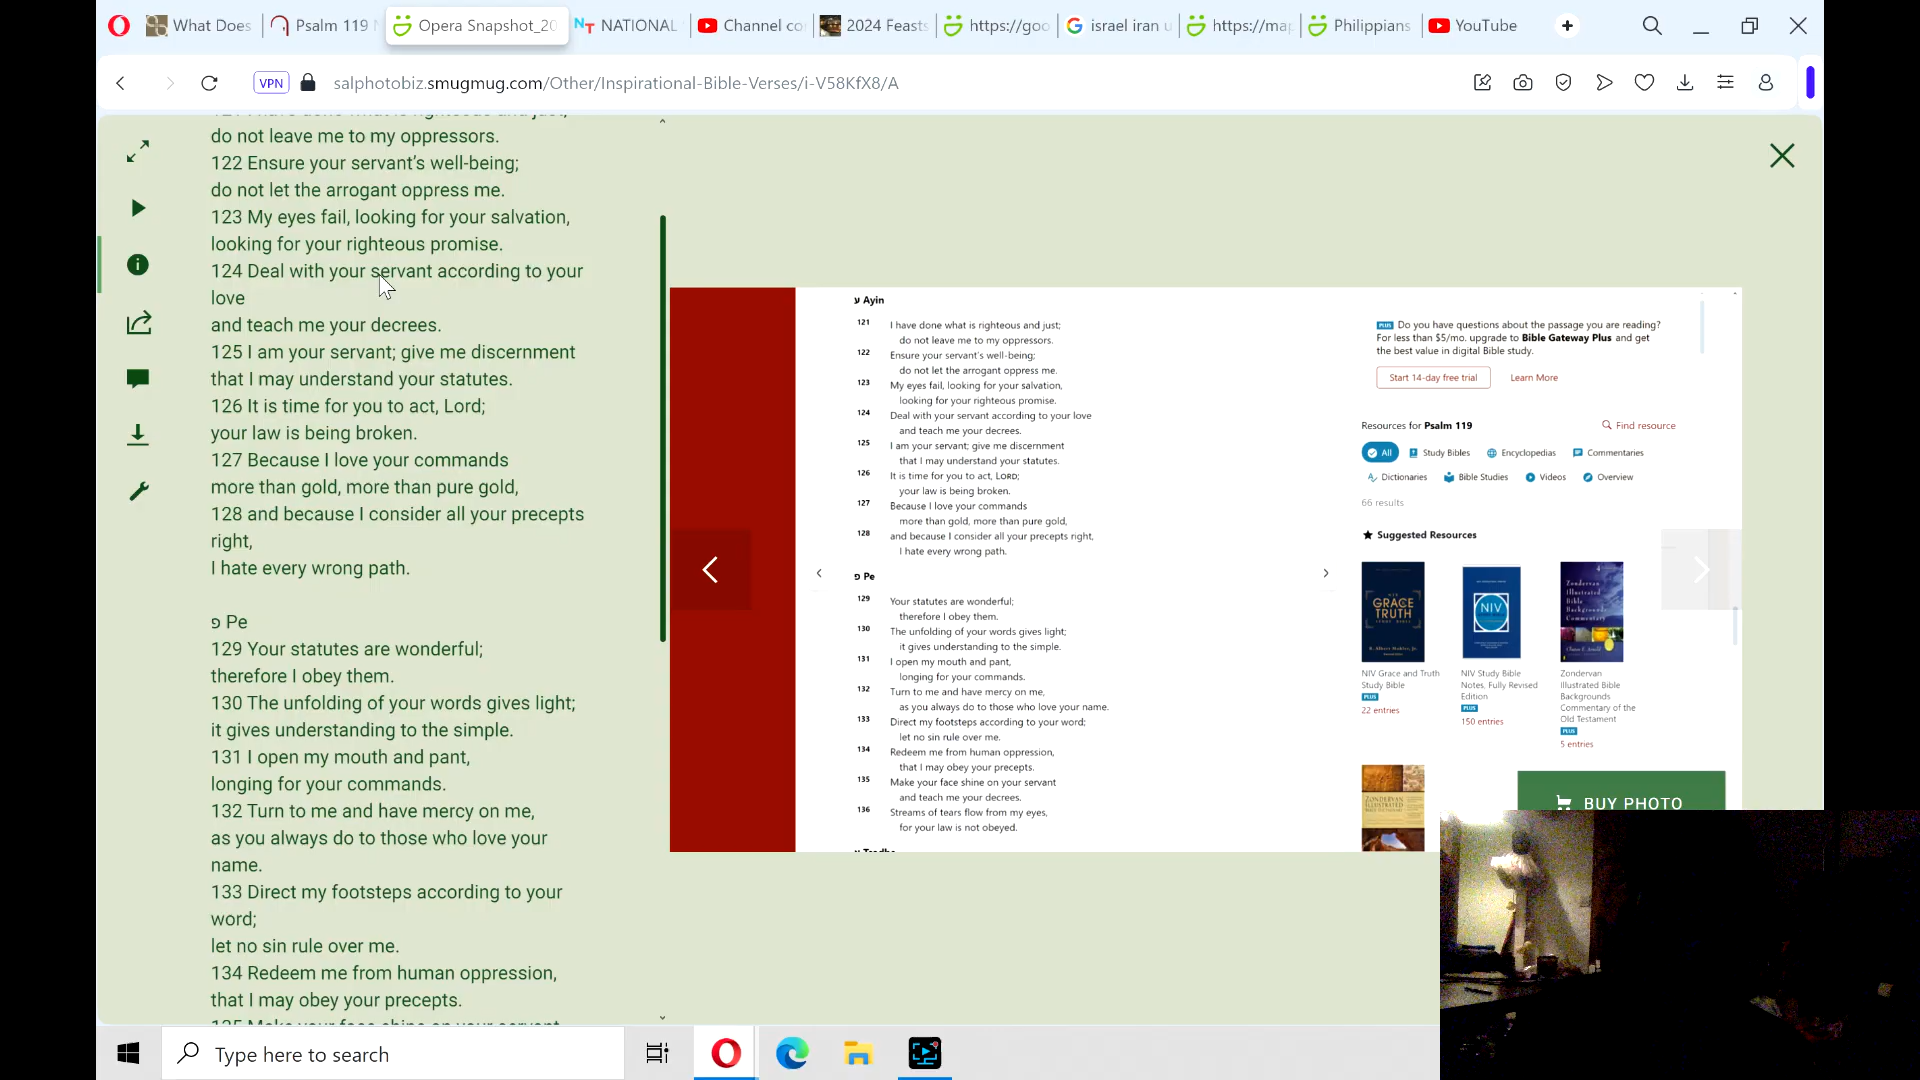 What Does
Psalm 119
Opera Snapshot_20
NATIONAL
Channel co
2024 Feasts
https://goo
israel iran u
https://ma
Philippians
YouTube
VPN
salphotobiz.smugmug.com/Other/Inspirational-Bible-Verses/i-V58KfX8/A
do not leave me to my oppressors.
122 Ensure your servant’s well-being;
do not let the arrogant oppress me.
123 My eyes fail, looking for your salvation,
looking for your righteous promise.
124 Deal with your servant according to your
love
and teach me your decrees.
125 I am your servant; give me discernment
that I may understand your statutes.
126 It is time for you to act, Lord;
your law is being broken.
127 Because I love your commands
more than gold, more than pure gold,
128 and because I consider all your precepts
right,
I hate every wrong path.
פ Pe
129 Your statutes are wonderful;
therefore I obey them.
130 The unfolding of your words gives light;
it gives understanding to the simple.
131 I open my mouth and pant,
longing for your commands.
132 Turn to me and have mercy on me,
as you always do to those who love your
name.
133 Direct my footsteps according to your
word;
let no sin rule over me.
134 Redeem me from human oppression,
that I may obey your precepts.
ע Ayin
121 I have done what is righteous and just;
do not leave me to my oppressors.
122 Ensure your servant’s well-being;
do not let the arrogant oppress me.
123 My eyes fail, looking for your salvation,
looking for your righteous promise.
124 Deal with your servant according to your love
and teach me your decrees.
125 I am your servant; give me discernment
that I may understand your statutes.
126 It is time for you to act, LORD;
your law is being broken.
127 Because I love your commands
more than gold, more than pure gold,
128 and because I consider all your precepts right,
I hate every wrong path.
פ Pe
129 Your statutes are wonderful;
therefore I obey them.
130 The unfolding of your words gives light;
it gives understanding to the simple.
131 I open my mouth and pant,
longing for your commands.
132 Turn to me and have mercy on me,
as you always do to those who love your name.
133 Direct my footsteps according to your word;
let no sin rule over me.
134 Redeem me from human oppression,
that I may obey your precepts.
135 Make your face shine on your servant
and teach me your decrees.
136 Streams of tears flow from my eyes,
for your law is not obeyed.
PLUS Do you have questions about the passage you are reading?
For less than $5/mo. upgrade to Bible Gateway Plus and get
the best value in digital Bible study.
Start 14-day free trial Learn More
Resources for Psalm 119 Find resource
All Study Bibles Encyclopedias Commentaries
Dictionaries Bible Studies Videos Overview
66 results
Suggested Resources
GRACE
TRUTH
NIV
Zondervan
Illustrated
Bible
Backgrounds
Commentary
NIV Grace and Truth
Study Bible
PLUS
22 entries
NIV Study Bible
Notes, Fully Revised
Edition
PLUS
150 entries
Zondervan
Illustrated Bible
Backgrounds
Commentary of the
Old Testament
PLUS
5 entries
BUY PHOTO
Type here to search